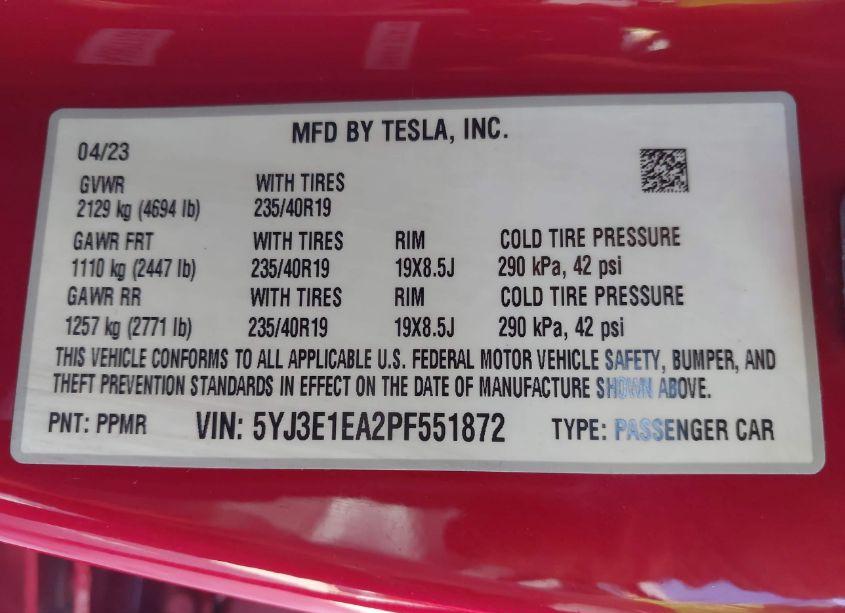 MFD BY TESLA, INC.
04/23
GVWR WITH TIRES
2129 kg (4694 lb) 235/40R19
GAWR FRT WITH TIRES RIM COLD TIRE PRESSURE
1110 kg (2447 lb) 235/40R19 19X8.5J 290 kPa, 42 psi
GAWR RR WITH TIRES RIM COLD TIRE PRESSURE
1257 kg (2771 lb) 235/40R19 19X8.5J 290 kPa, 42 psi
THIS VEHICLE CONFORMS TO ALL APPLICABLE U.S. FEDERAL MOTOR VEHICLE SAFETY, BUMPER, AND
THEFT PREVENTION STANDARDS IN EFFECT ON THE DATE OF MANUFACTURE SHOWN ABOVE.
PNT: PPMR VIN: 5YJ3E1EA2PF551872 TYPE: PASSENGER CAR